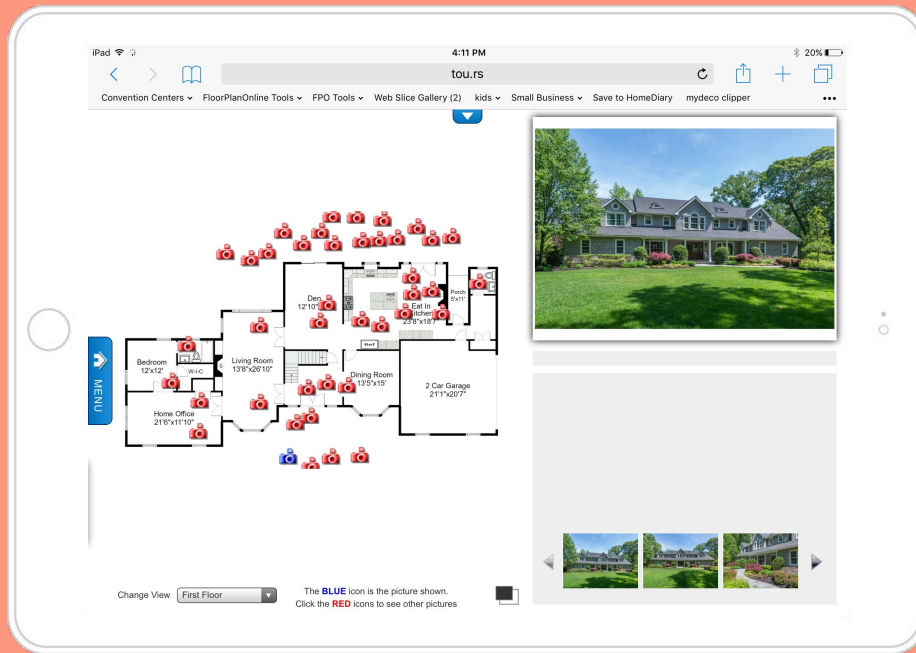 iPad
4:11 PM
20%
tou.rs
Convention Centers
FloorPlanOnline Tools
FPO Tools
Web Slice Gallery (2)
kids
Small Business
Save to HomeDiary
mydeco clipper
•••
Den
12'10"
Porch
5'x11'
Eat In
Kitchen
23'8"x18'7"
Ref
Bedroom
12'x12'
W-I-C
Living Room
13'8"x26'10"
Dining Room
13'5"x15'
2 Car Garage
21'1"x20'7"
Home Office
21'6"x11'10"
MENU
Change View
First Floor
The BLUE icon is the picture shown.
Click the RED icons to see other pictures